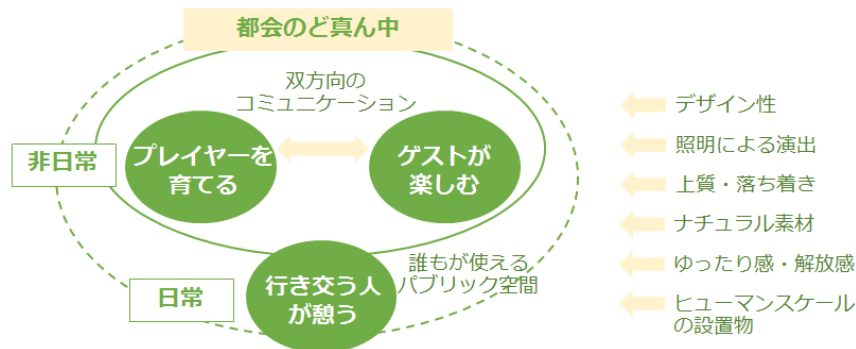 都会のど真ん中
双方向の
コミュニケーション
プレイヤーを
育てる
ゲストが
楽しむ
非日常
日常
行き交う人
が憩う
誰もが使える
パブリック空間
デザイン性
照明による演出
上質・落ち着き
ナチュラル素材
ゆったり感・解放感
ヒューマンスケール
の設置物